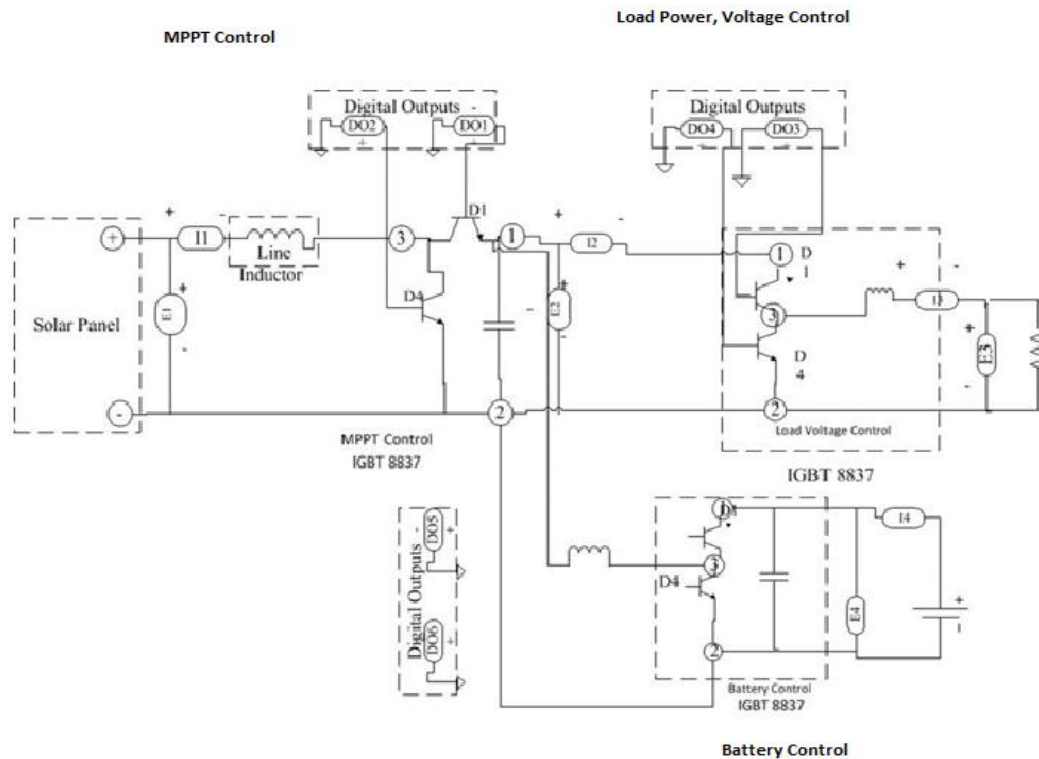 Load Power, Voltage Control
MPPT Control
Digital Outputs
DO2
DO1
Digital Outputs
DO4
DO3
D1
+
I1
Line
Inductor
3
1
I2
1
D
1
D4
E1
E2
3
I3
E3
Solar Panel
D
4
-
2
2
Load Voltage Control
MPPT Control
IGBT 8837
IGBT 8837
Digital Outputs
DO5
DO6
I4
3
D4
E4
2
Battery Control
IGBT 8837
Battery Control